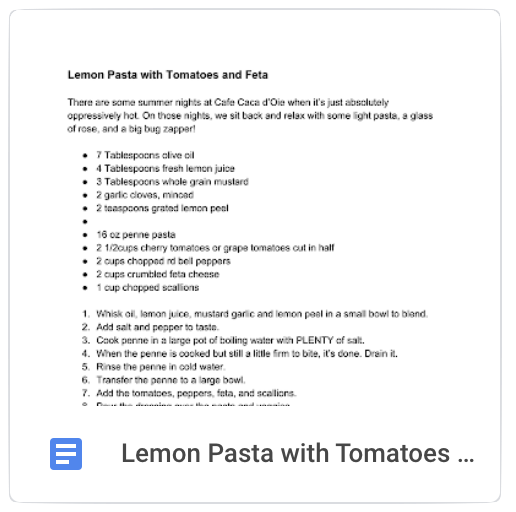 Lemon Pasta with Tomatoes and Feta
There are some summer nights at Cafe Caca d'Oie when it's just absolutely
oppressively hot. On those nights, we sit back and relax with some light pasta, a glass
of rose, and a big bug zapper!
● 7 Tablespoons olive oil
● 4 Tablespoons fresh lemon juice
● 3 Tablespoons whole grain mustard
● 2 garlic cloves, minced
● 2 teaspoons grated lemon peel
●
● 16 oz penne pasta
● 2 1/2cups cherry tomatoes or grape tomatoes cut in half
● 2 cups chopped rd bell peppers
● 2 cups crumbled feta cheese
● 1 cup chopped scallions
1. Whisk oil, lemon juice, mustard garlic and lemon peel in a small bowl to blend.
2. Add salt and pepper to taste.
3. Cook penne in a large pot of boiling water with PLENTY of salt.
4. When the penne is cooked but still a little firm to bite, it's done. Drain it.
5. Rinse the penne in cold water.
6. Transfer the penne to a large bowl.
7. Add the tomatoes, peppers, feta, and scallions.
8. Pour the dressing over the pasta and veggies
Lemon Pasta with Tomatoes ...